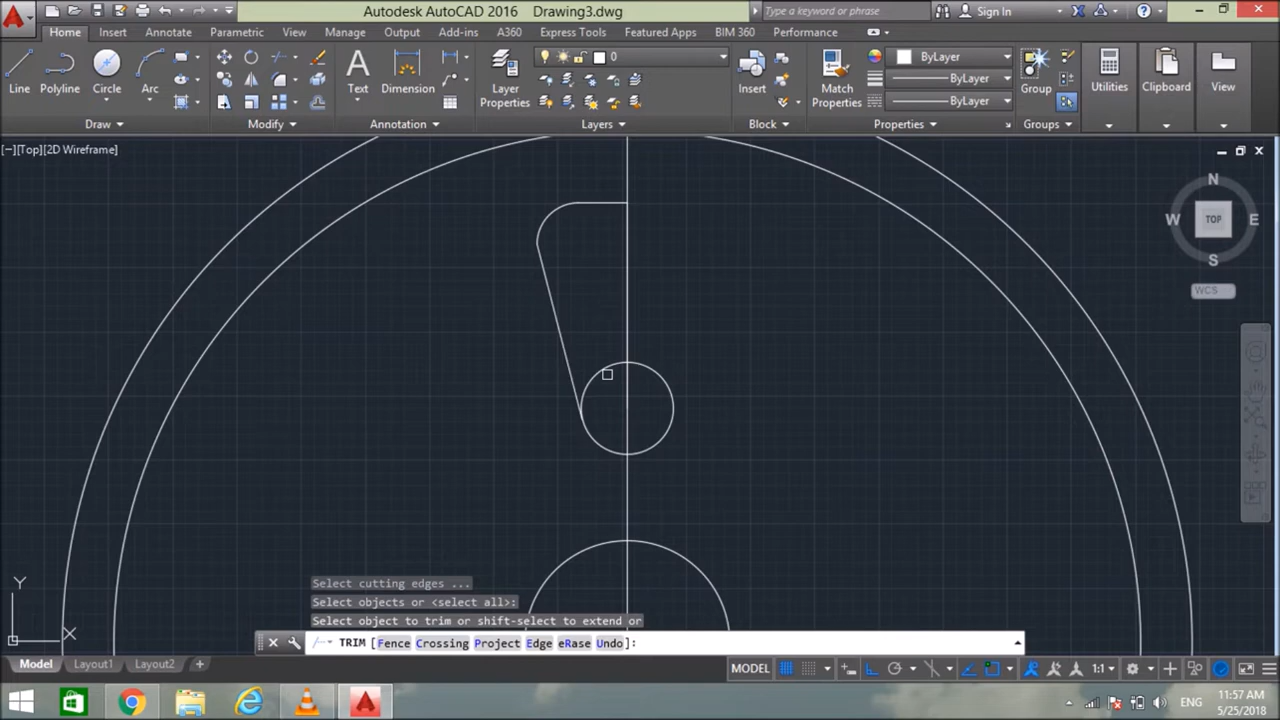 Autodesk AutoCAD 2016 Drawing3.dwg
Type a keyword or phrase
Sign In
Home Insert Annotate Parametric View Manage Output Add-ins A360 Express Tools Featured Apps BIM 360 Performance
0
ByLayer
ByLayer
ByLayer
Line Polyline Circle Arc Text Dimension Layer Properties Insert Match Properties Group Utilities Clipboard View
Draw Modify Annotation Layers Block Properties Groups
[−][Top][2D Wireframe]
N
W TOP E
S
WCS
Y
X
Select cutting edges ...
Select objects or <select all>:
Select object to trim or shift-select to extend or
TRIM [Fence Crossing Project Edge eRase Undo]:
Model Layout1 Layout2 +
MODEL 1:1
ENG
11:57 AM
5/25/2018